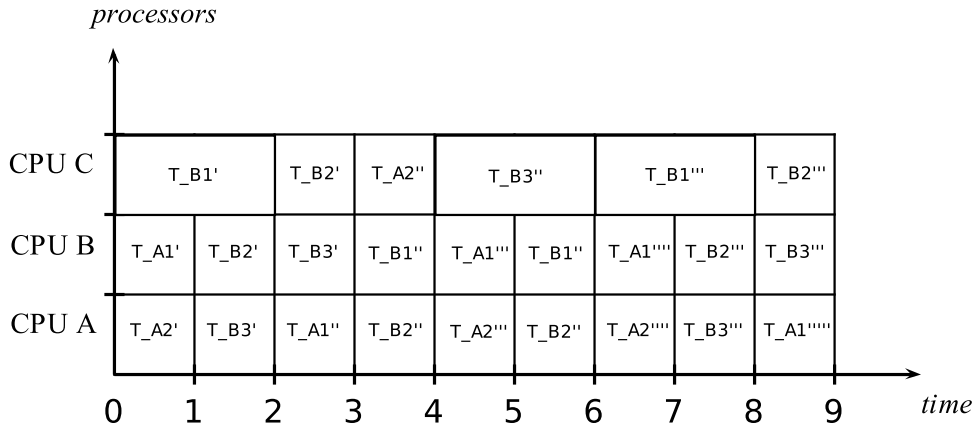 processors
CPU C
T_B1' T_B2' T_A2'' T_B3'' T_B1''' T_B2'''
CPU B
T_A1' T_B2' T_B3' T_B1'' T_A1''' T_B1'' T_A1'''' T_B2''' T_B3'''
CPU A
T_A2' T_B3' T_A1'' T_B2'' T_A2''' T_B2'' T_A2'''' T_B3''' T_A1'''''
0 1 2 3 4 5 6 7 8 9
time